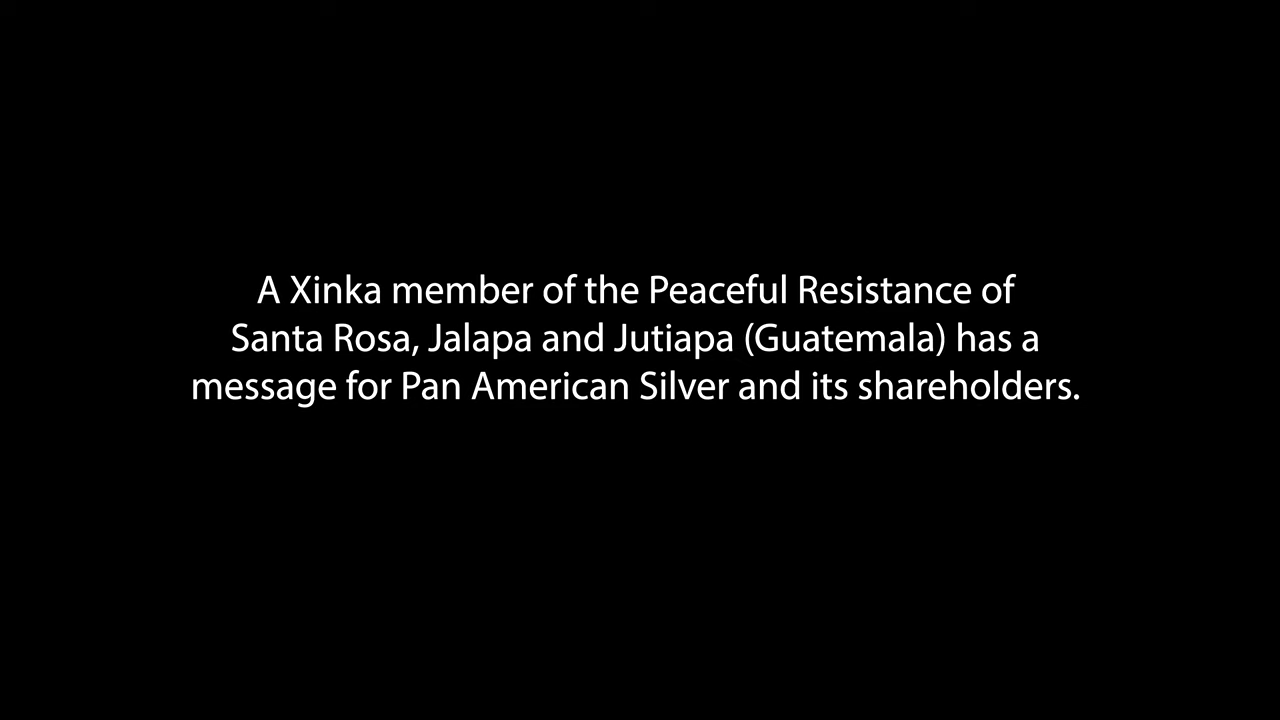 A Xinka member of the Peaceful Resistance of
Santa Rosa, Jalapa and Jutiapa (Guatemala) has a
message for Pan American Silver and its shareholders.